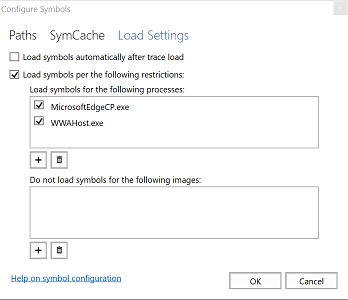 Configure Symbols
Paths SymCache Load Settings
Load symbols automatically after trace load
Load symbols per the following restrictions:
Load symbols for the following processes:
MicrosoftEdgeCP.exe
WWAHost.exe
Do not load symbols for the following images:
Help on symbol configuration
OK Cancel